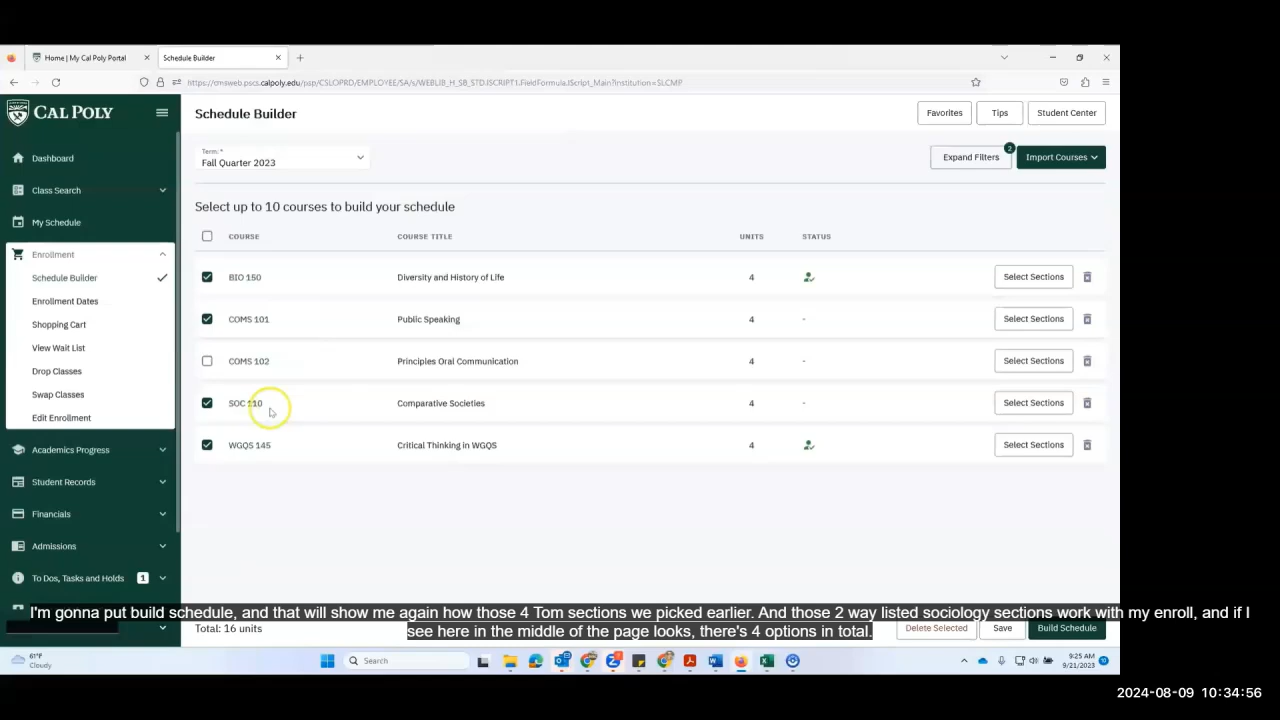 Home | My Cal Poly Portal
Schedule Builder
https://cmsweb.pscs.calpoly.edu/psp/CSLOPRD/EMPLOYEE/SA/s/WEBLIB_H_SB_STD.ISCRIPT1.FieldFormula.IScript_Main?institution=SLCMP
CAL POLY
Schedule Builder
Favorites
Tips
Student Center
Dashboard
Term: *
Fall Quarter 2023
Expand Filters
2
Import Courses
Class Search
My Schedule
Select up to 10 courses to build your schedule
COURSE
COURSE TITLE
UNITS
STATUS
Enrollment
Schedule Builder
BIO 150
Diversity and History of Life
4
Select Sections
Enrollment Dates
Shopping Cart
COMS 101
Public Speaking
4
-
Select Sections
View Wait List
Drop Classes
COMS 102
Principles Oral Communication
4
-
Select Sections
Swap Classes
Edit Enrollment
SOC 110
Comparative Societies
4
-
Select Sections
Academics Progress
WGQS 145
Critical Thinking in WGQS
4
Select Sections
Student Records
Financials
Admissions
To Dos, Tasks and Holds
1
I'm gonna put build schedule, and that will show me again how those 4 Tom sections we picked earlier. And those 2 way listed sociology sections work with my enroll, and if I
see here in the middle of the page looks, there's 4 options in total.
Total: 16 units
Delete Selected
Save
Build Schedule
61°F
Cloudy
Search
9:25 AM
9/21/2023
2024-08-09 10:34:56